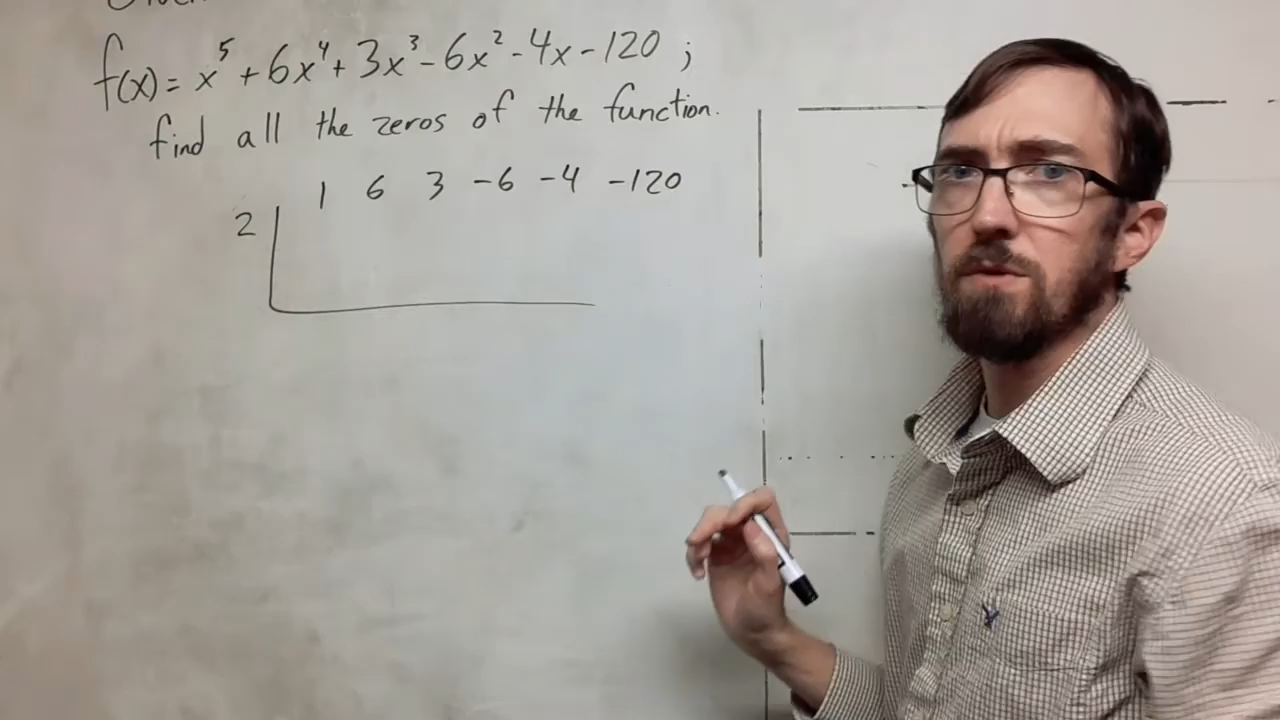 f(x) = x⁵ + 6x⁴ + 3x³ - 6x² - 4x - 120 ;
find all the zeros of the function.
1 6 3 -6 -4 -120
2